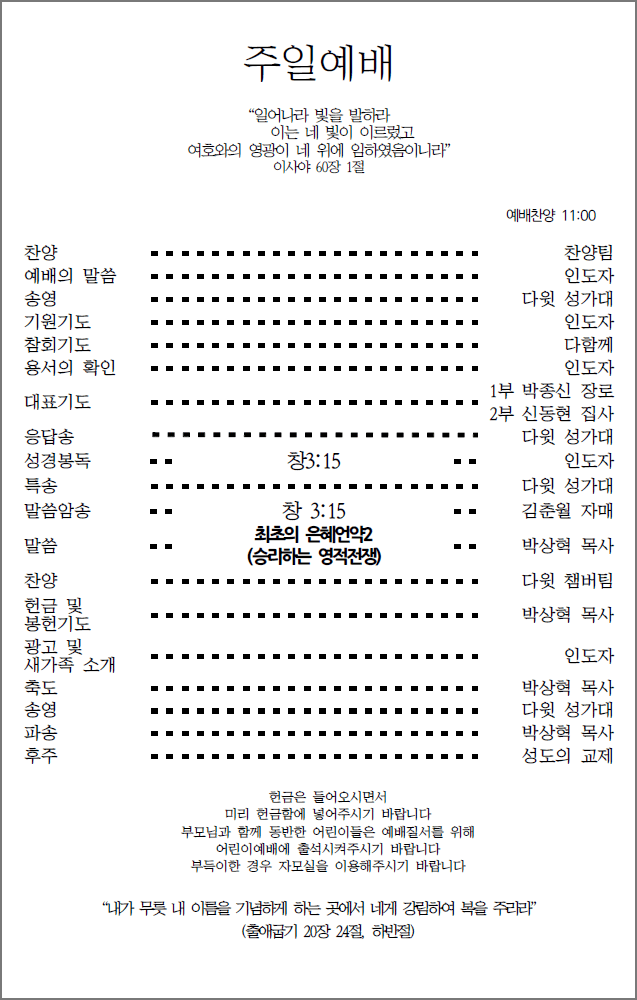 주일예배
“일어나라 빛을 발하라
이는 네 빛이 이르렀고
여호와의 영광이 네 위에 임하였음이니라”
이사야 60장 1절
예배찬양 11:00
찬양 찬양팀
예배의 말씀 인도자
송영 다윗 성가대
기원기도 인도자
참회기도 다함께
용서의 확인 인도자
대표기도 1부 박종신 장로
2부 신동현 집사
응답송 다윗 성가대
성경봉독 창3:15 인도자
특송 다윗 성가대
말씀암송 창 3:15 김춘월 자매
말씀 최초의 은혜언약2 박상혁 목사
(승리하는 영적전쟁)
찬양 다윗 챔버팀
헌금 및 박상혁 목사
봉헌기도
광고 및 인도자
새가족 소개
축도 박상혁 목사
송영 다윗 성가대
파송 박상혁 목사
후주 성도의 교제
헌금은 들어오시면서
미리 헌금함에 넣어주시기 바랍니다
부모님과 함께 동반한 어린이들은 예배질서를 위해
어린이예배에 출석시켜주시기 바랍니다
부득이한 경우 자모실을 이용해주시기 바랍니다
“내가 무릇 내 이름을 기념하게 하는 곳에서 네게 강림하여 복을 주리라”
(출애굽기 20장 24절, 하반절)